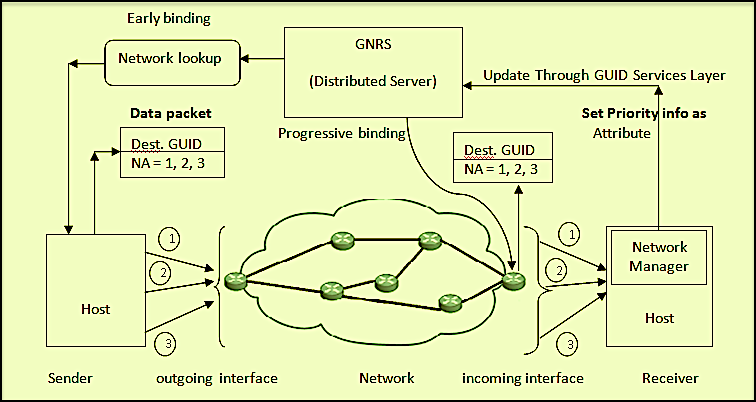 Early binding
Network lookup
GNRS
(Distributed Server)
Update Through GUID Services Layer
Data packet
Set Priority info as
Attribute
Dest. GUID
NA = 1, 2, 3
Progressive binding
Dest. GUID
NA = 1, 2, 3
1
2
3
Host
1
2
3
Network
Manager
Host
Sender
outgoing interface
Network
incoming interface
Receiver